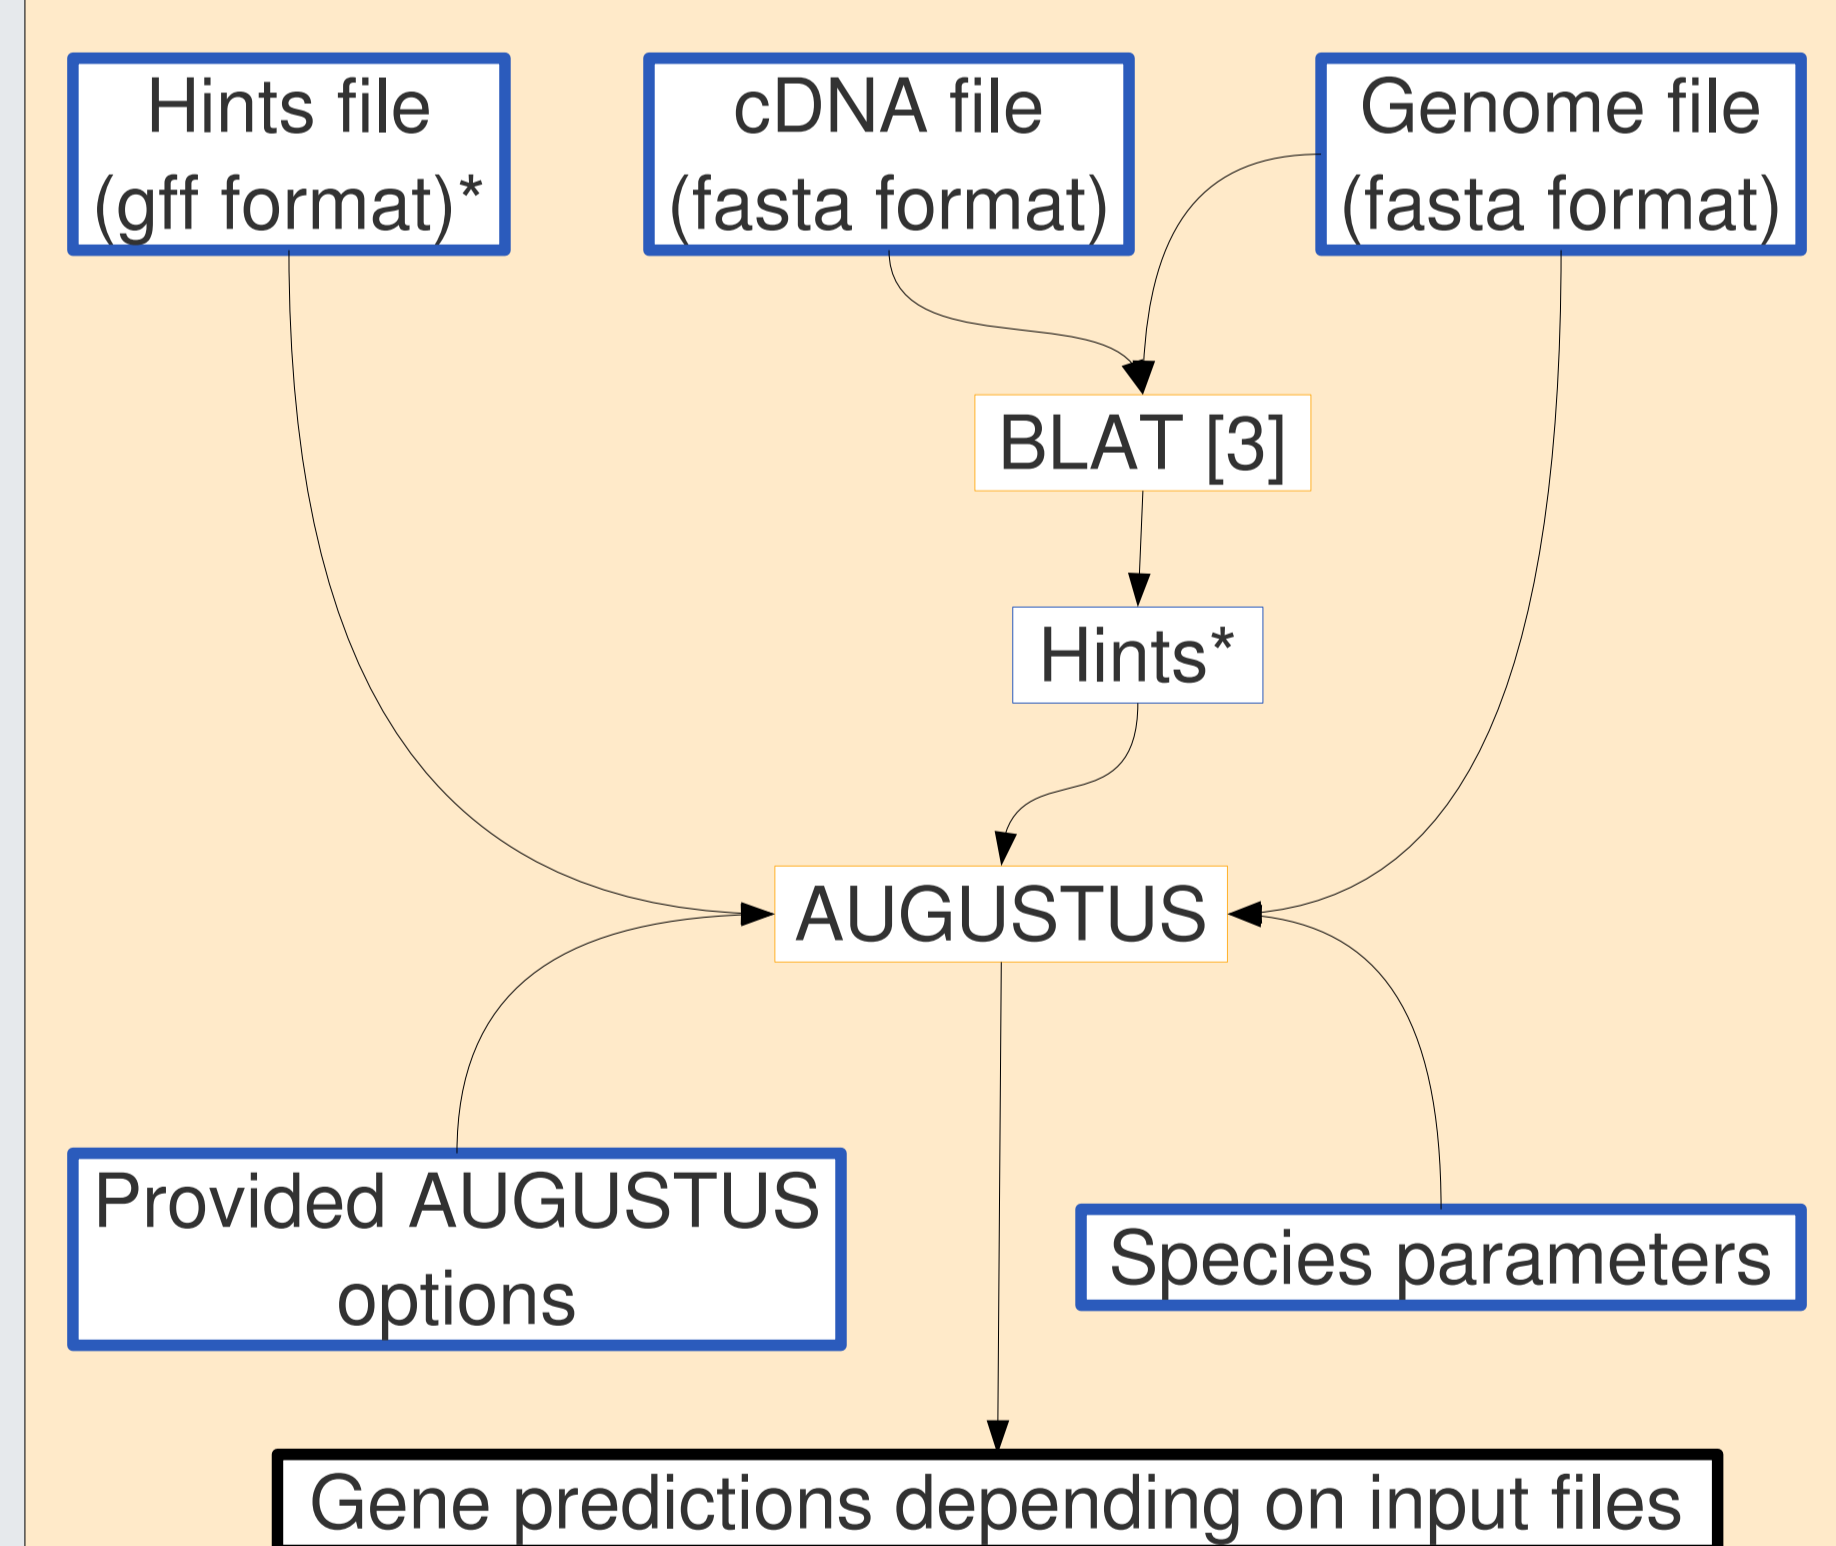 Hints file
(gff format)*
cDNA file
(fasta format)
Genome file
(fasta format)
BLAT [3]
Hints*
AUGUSTUS
Provided AUGUSTUS
options
Species parameters
Gene predictions depending on input files